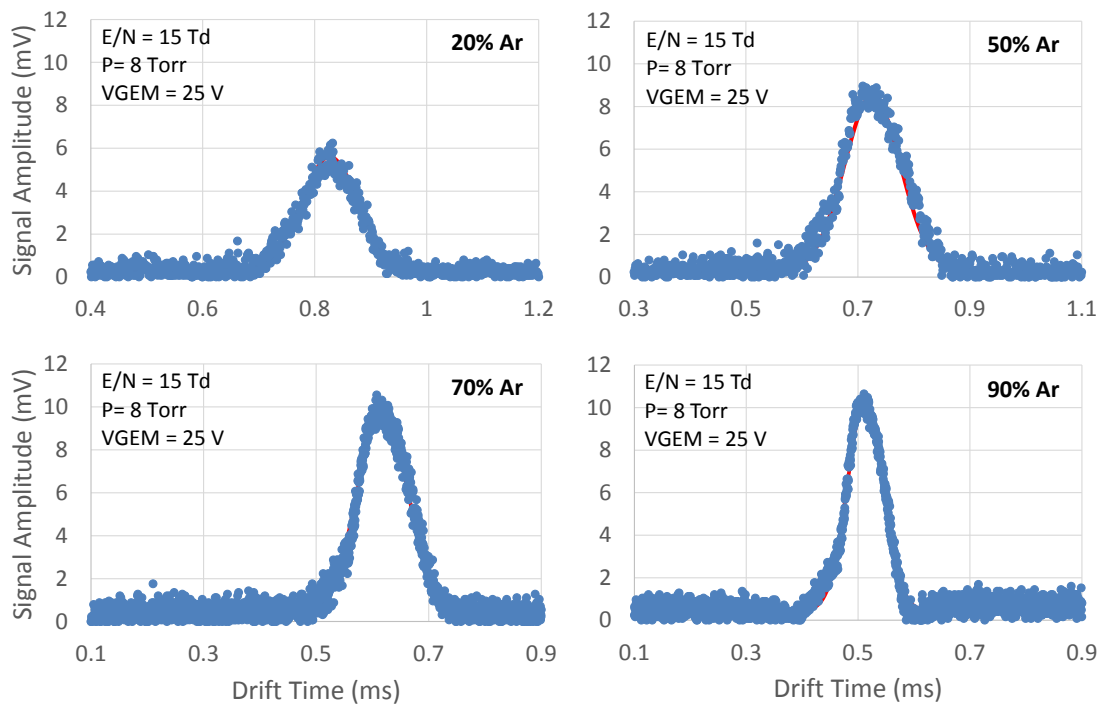 Signal Amplitude (mV)
12
10
8
6
4
2
0
E/N = 15 Td
P= 8 Torr
VGEM = 25 V
20% Ar
0.4 0.6 0.8 1 1.2
12
10
8
6
4
2
0
E/N = 15 Td
P= 8 Torr
VGEM = 25 V
50% Ar
0.3 0.5 0.7 0.9 1.1
Signal Amplitude (mV)
12
10
8
6
4
2
0
E/N = 15 Td
P= 8 Torr
VGEM = 25 V
70% Ar
0.1 0.3 0.5 0.7 0.9
Drift Time (ms)
12
10
8
6
4
2
0
E/N = 15 Td
P= 8 Torr
VGEM = 25 V
90% Ar
0.1 0.3 0.5 0.7 0.9
Drift Time (ms)